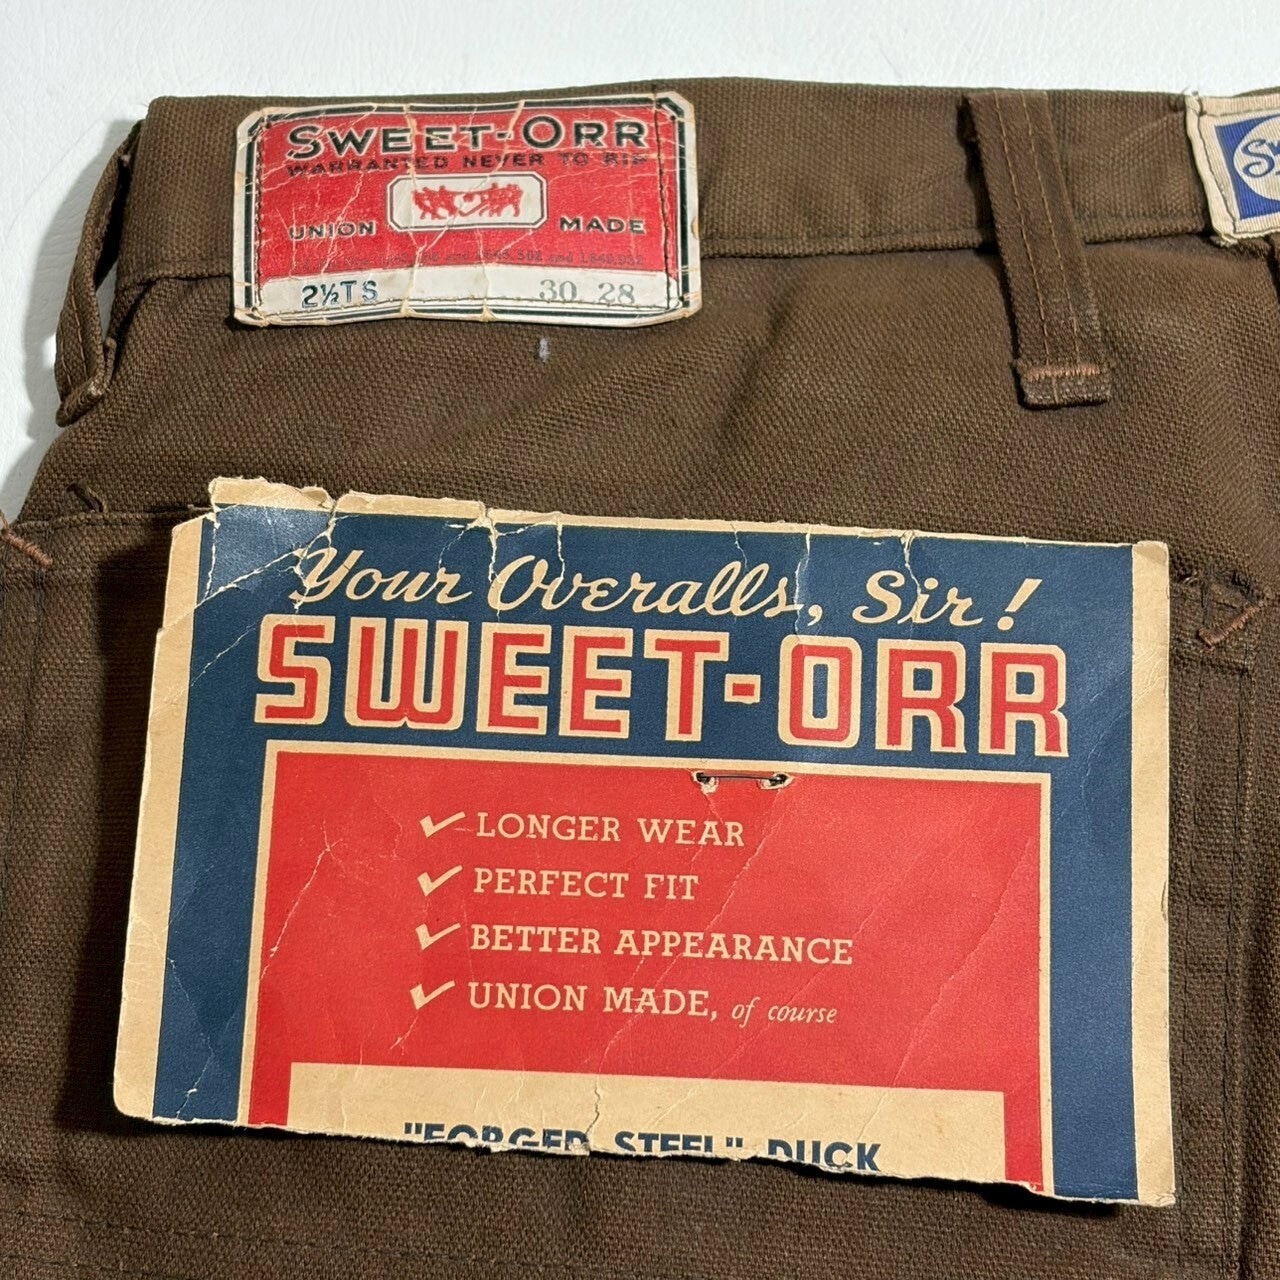 SWEET-ORR
WARRANTED NEVER TO RIP
UNION MADE
2½TS 30 28
Your Overalls, Sir!
SWEET-ORR
LONGER WEAR
PERFECT FIT
BETTER APPEARANCE
UNION MADE, of course
"FORGED STEEL" DUCK